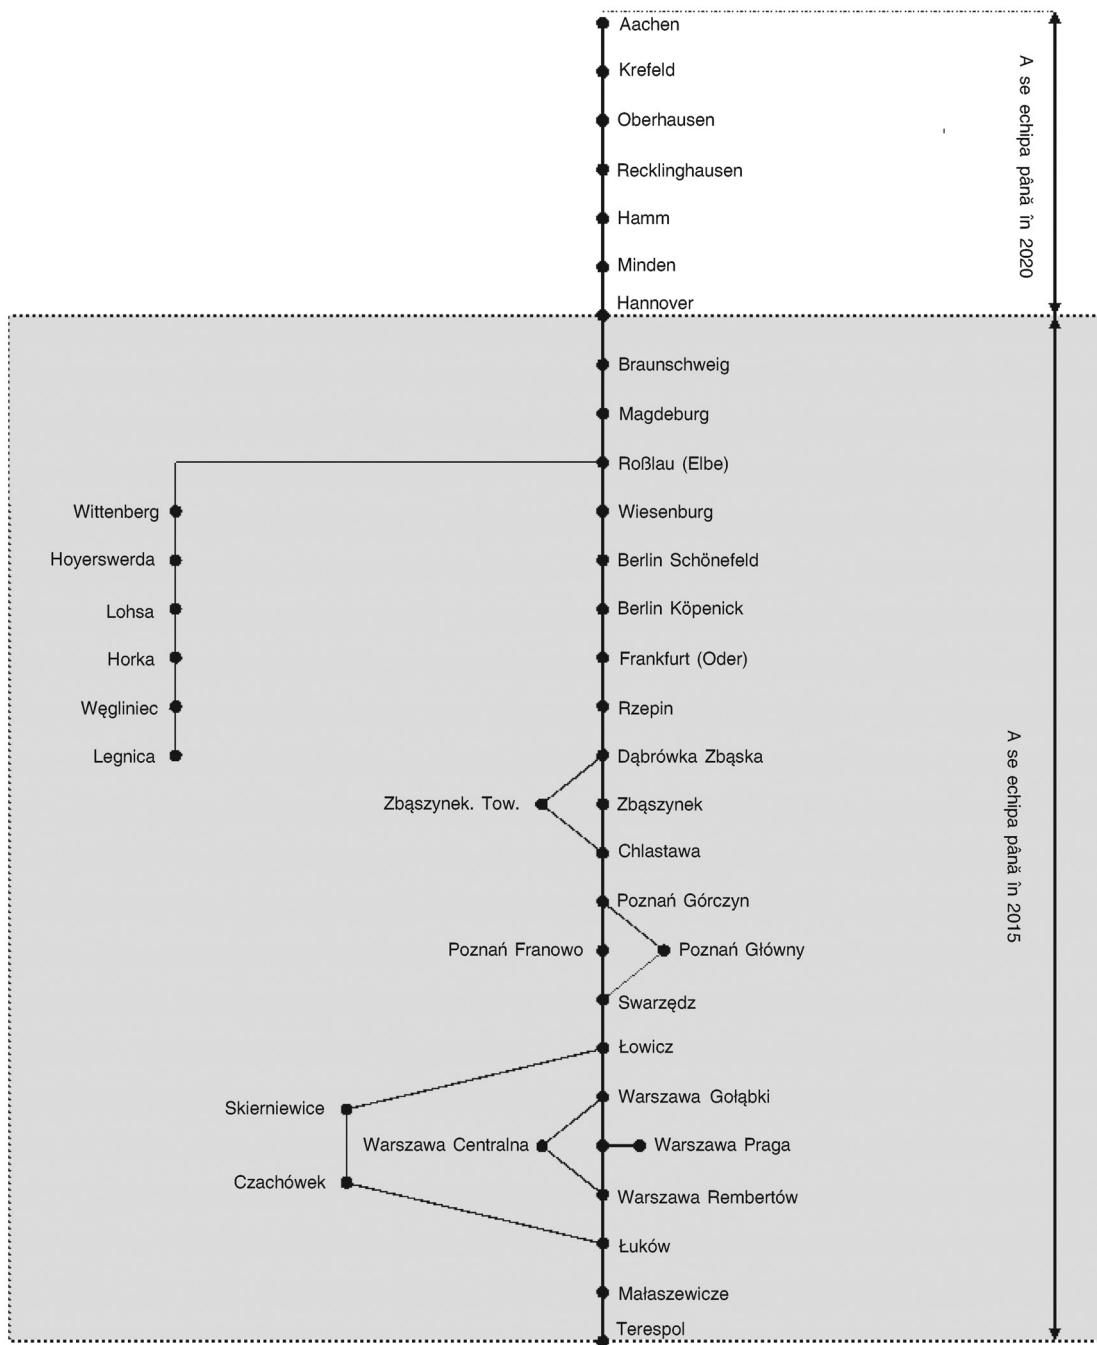 Aachen
Krefeld
Oberhausen
Recklinghausen
Hamm
Minden
Hannover
A se echipa până în 2020
Braunschweig
Magdeburg
Roßlau (Elbe)
Wittenberg
Wiesenburg
Hoyerswerda
Berlin Schönefeld
Lohsa
Berlin Köpenick
Horka
Frankfurt (Oder)
Węgliniec
Rzepin
Legnica
Dąbrówka Zbąska
Zbąszynek. Tow.
Zbąszynek
Chlastawa
A se echipa până în 2015
Poznań Górczyn
Poznań Franowo
Poznań Główny
Swarzędz
Łowicz
Skierniewice
Warszawa Gołąbki
Warszawa Centralna
Warszawa Praga
Czachówek
Warszawa Rembertów
Łuków
Małaszewicze
Terespol